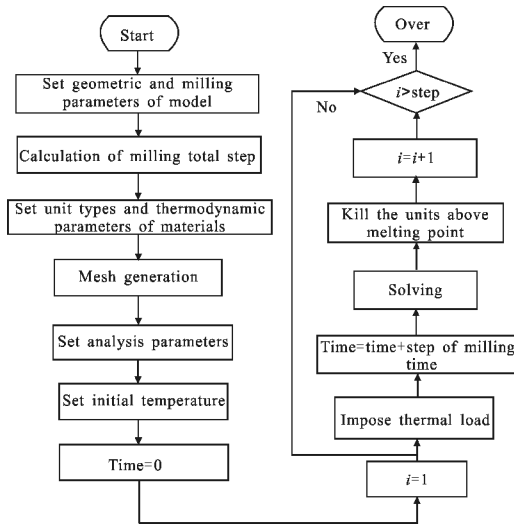 Start
Set geometric and milling
parameters of model
Calculation of milling total step
Set unit types and thermodynamic
parameters of materials
Mesh generation
Set analysis parameters
Set initial temperature
Time=0
i=1
Impose thermal load
Time=time+step of milling
time
Solving
Kill the units above
melting point
i=i+1
i>step
No
Yes
Over